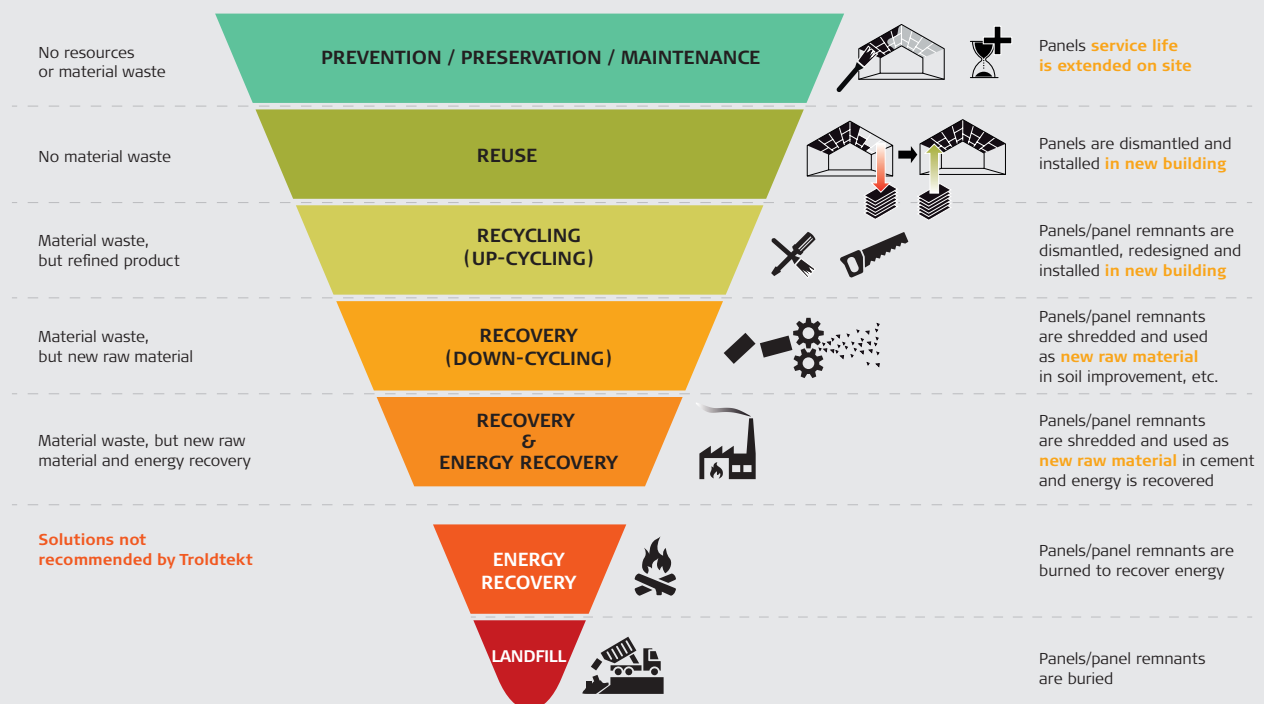 No resources
or material waste
PREVENTION / PRESERVATION / MAINTENANCE
Panels service life
is extended on site
No material waste
REUSE
Panels are dismantled and
installed in new building
Material waste,
but refined product
RECYCLING
(UP-CYCLING)
Panels/panel remnants are
dismantled, redesigned and
installed in new building
Material waste,
but new raw material
RECOVERY
(DOWN-CYCLING)
Panels/panel remnants
are shredded and used
as new raw material
in soil improvement, etc.
Material waste, but new raw
material and energy recovery
RECOVERY
&
ENERGY RECOVERY
Panels/panel remnants
are shredded and used as
new raw material in cement
and energy is recovered
Solutions not
recommended by Troldtekt
ENERGY
RECOVERY
Panels/panel remnants are
burned to recover energy
LANDFILL
Panels/panel remnants
are buried